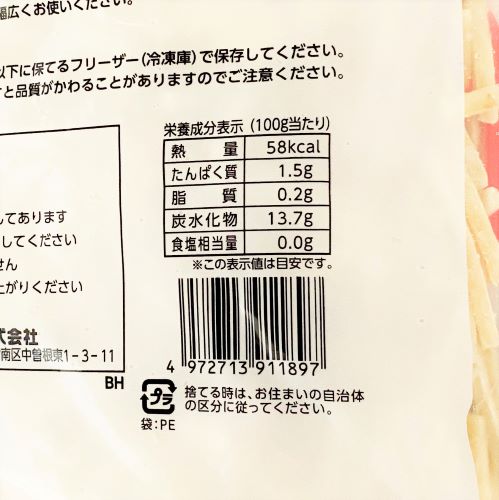 幅広くお使いください。
以下に保てるフリーザー(冷凍庫)で保存してください。
すと品質がかわることがありますのでご注意ください。
栄養成分表示 (100g当たり)
熱 量 58kcal
たんぱく質 1.5g
脂 質 0.2g
炭水化物 13.7g
食塩相当量 0.0g
※この表示値は目安です。
してあります
してください
せん
上がりください
式会社
南区中曽根東1-3-11
BH
4 972713 911897
プラ
捨てる時は、お住まいの自治体
の区分に従ってください。
袋:PE